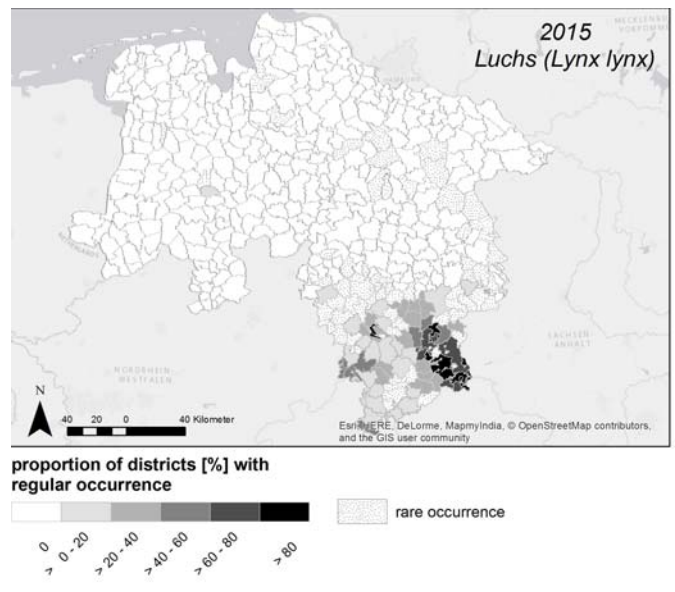 2015
Luchs (Lynx lynx)
MECKLENBURG
VORPOMMERN
HAMBURG
NIEDERLANDE
SACHSEN-
ANHALT
NORDRHEIN
WESTFALEN
N
40 20 0 40 Kilometer
Esri, HERE, DeLorme, MapmyIndia, © OpenStreetMap contributors,
and the GIS user community
proportion of districts [%] with
regular occurrence
rare occurrence
0
> 0 - 20
> 20 - 40
> 40 - 60
> 60 - 80
> 80